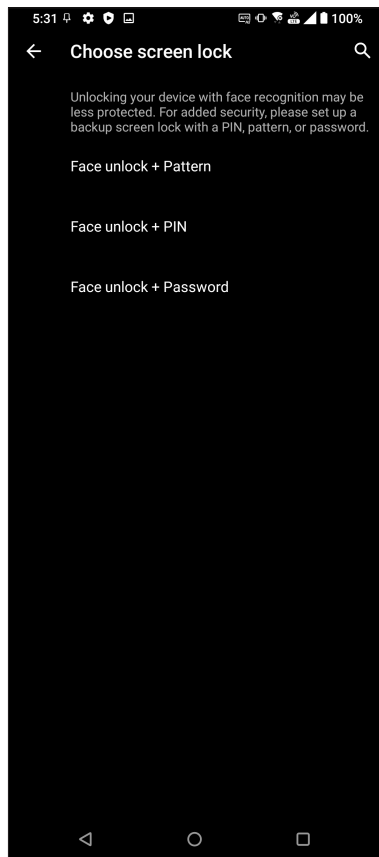 5:31 100%
Choose screen lock
Unlocking your device with face recognition may be
less protected. For added security, please set up a
backup screen lock with a PIN, pattern, or password.
Face unlock + Pattern
Face unlock + PIN
Face unlock + Password